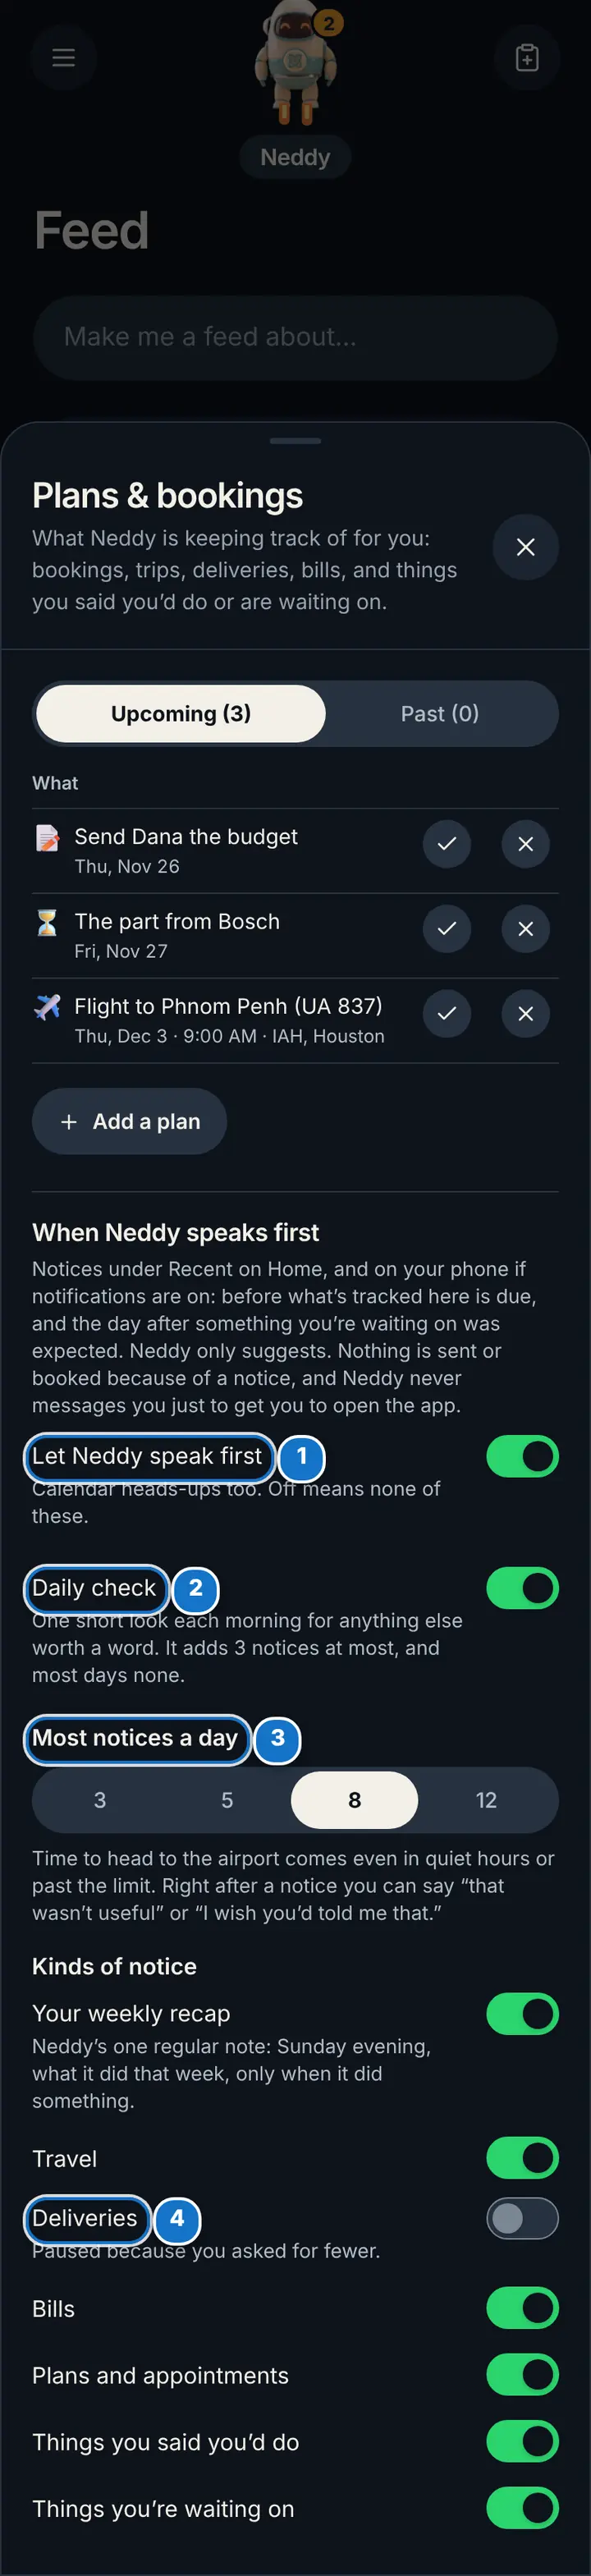 2
Neddy
Feed
Make me a feed about...
Plans & bookings
What Neddy is keeping track of for you:
bookings, trips, deliveries, bills, and things
you said you’d do or are waiting on.
Upcoming (3)
Past (0)
What
Send Dana the budget
Thu, Nov 26
The part from Bosch
Fri, Nov 27
Flight to Phnom Penh (UA 837)
Thu, Dec 3 · 9:00 AM · IAH, Houston
+ Add a plan
When Neddy speaks first
Notices under Recent on Home, and on your phone if
notifications are on: before what’s tracked here is due,
and the day after something you’re waiting on was
expected. Neddy only suggests. Nothing is sent or
booked because of a notice, and Neddy never
messages you just to get you to open the app.
Let Neddy speak first 1
Calendar heads-ups too. Off means none of
these.
Daily check 2
One short look each morning for anything else
worth a word. It adds 3 notices at most, and
most days none.
Most notices a day 3
3 5 8 12
Time to head to the airport comes even in quiet hours or
past the limit. Right after a notice you can say “that
wasn’t useful” or “I wish you’d told me that.”
Kinds of notice
Your weekly recap
Neddy’s one regular note: Sunday evening,
what it did that week, only when it did
something.
Travel
Deliveries 4
Paused because you asked for fewer.
Bills
Plans and appointments
Things you said you’d do
Things you’re waiting on